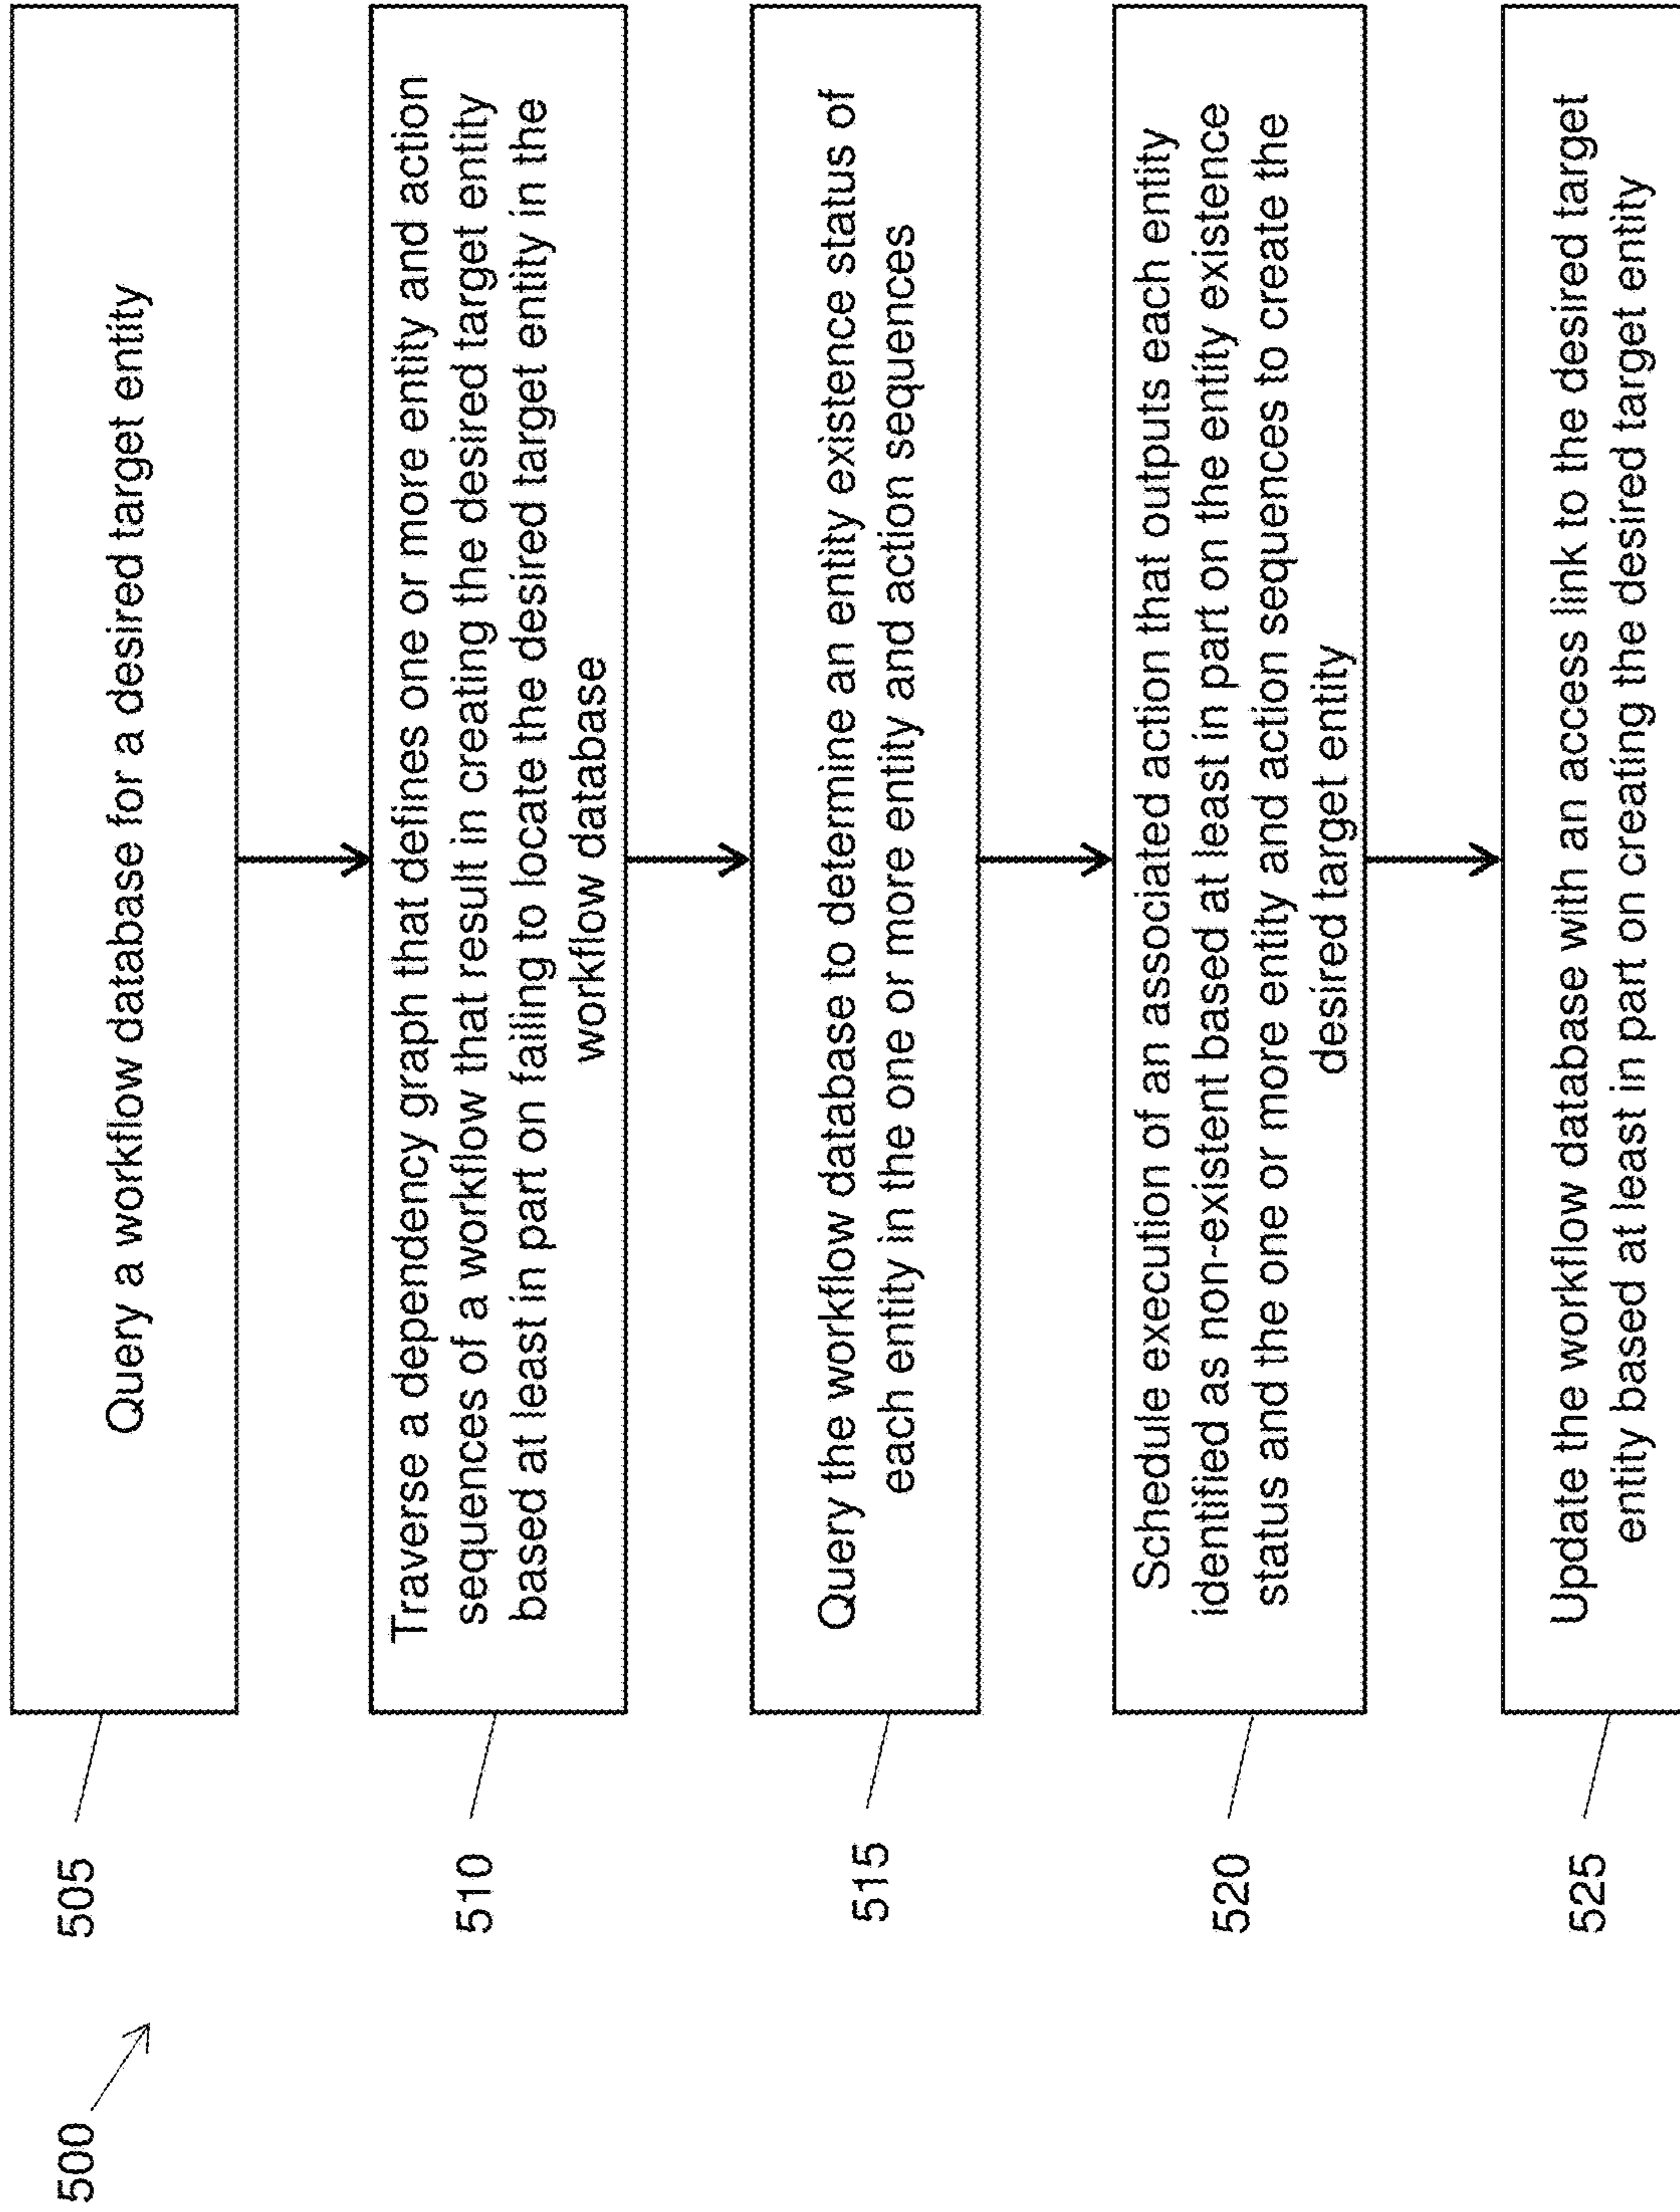 500
505
Query a workflow database for a desired target entity
510
Traverse a dependency graph that defines one or more entity and action
sequences of a workflow that result in creating the desired target entity
based at least in part on failing to locate the desired target entity in the
workflow database
515
Query the workflow database to determine an entity existence status of
each entity in the one or more entity and action sequences
520
Schedule execution of an associated action that outputs each entity
identified as non-existent based at least in part on the entity existence
status and the one or more entity and action sequences to create the
desired target entity
525
Update the workflow database with an access link to the desired target
entity based at least in part on creating the desired target entity